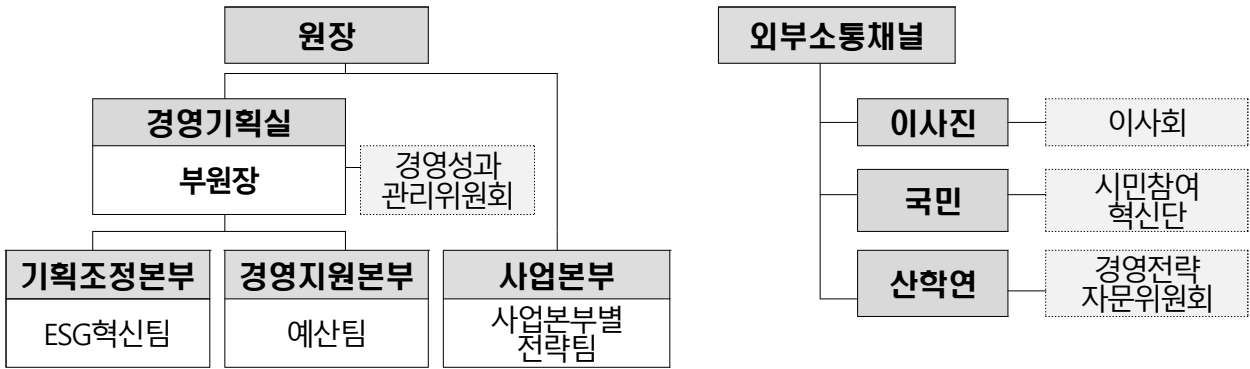 원장
경영기획실
부원장
경영성과
관리위원회
기획조정본부
ESG혁신팀
경영지원본부
예산팀
사업본부
사업본부별
전략팀
외부소통채널
이사진
이사회
국민
시민참여
혁신단
산학연
경영전략
자문위원회